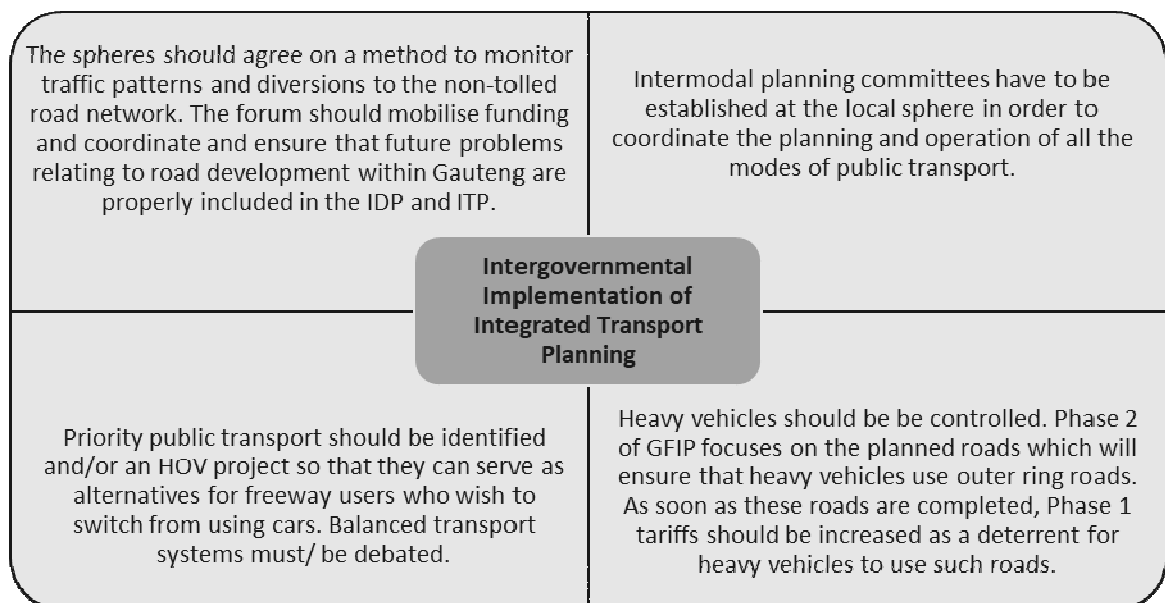 The spheres should agree on a method to monitor
traffic patterns and diversions to the non-tolled
road network. The forum should mobilise funding
and coordinate and ensure that future problems
relating to road development within Gauteng are
properly included in the IDP and ITP.
Intermodal planning committees have to be
established at the local sphere in order to
coordinate the planning and operation of all the
modes of public transport.
Intergovernmental
Implementation of
Integrated Transport
Planning
Priority public transport should be identified
and/or an HOV project so that they can serve as
alternatives for freeway users who wish to
switch from using cars. Balanced transport
systems must/ be debated.
Heavy vehicles should be be controlled. Phase 2
of GFIP focuses on the planned roads which will
ensure that heavy vehicles use outer ring roads.
As soon as these roads are completed, Phase 1
tariffs should be increased as a deterrent for
heavy vehicles to use such roads.